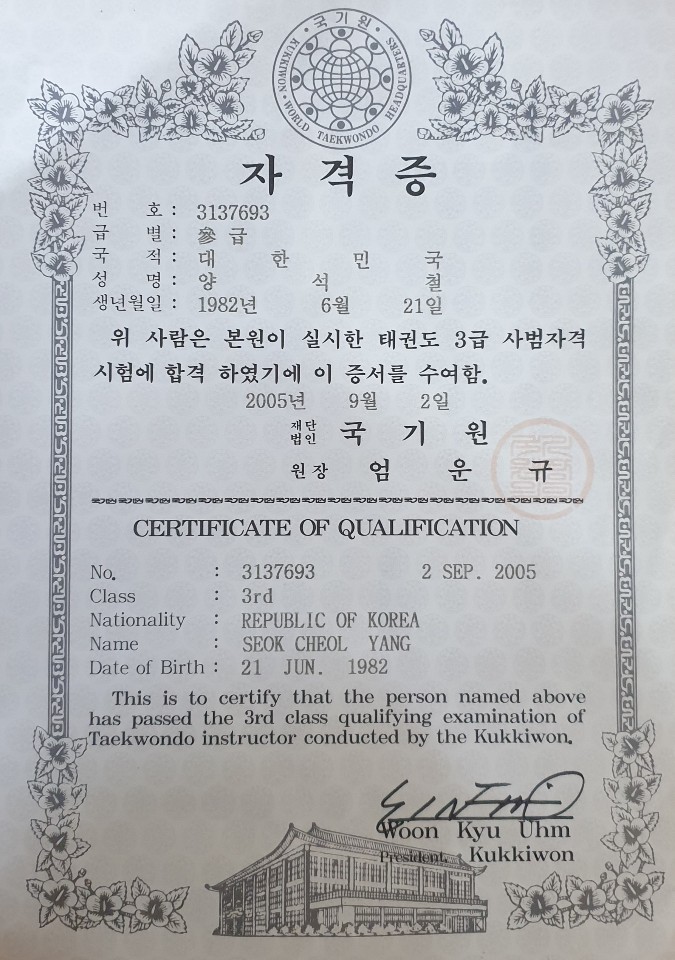 · 국기원 ·
KUKKIWON · WORLD TAEKWONDO HEADQUARTERS
자 격 증
번 호 : 3137693
급 별 : 參 급
국 적 : 대 한 민 국
성 명 : 양 석 철
생년월일 : 1982년 6월 21일
위 사람은 본원이 실시한 태권도 3급 사범자격
시험에 합격 하였기에 이 증서를 수여함.
2005년 9월 2일
재단법인 국 기 원
원장 엄 운 규
CERTIFICATE OF QUALIFICATION
No. : 3137693 2 SEP. 2005
Class : 3rd
Nationality : REPUBLIC OF KOREA
Name : SEOK CHEOL YANG
Date of Birth : 21 JUN. 1982
This is to certify that the person named above
has passed the 3rd class qualifying examination of
Taekwondo instructor conducted by the Kukkiwon.
Woon Kyu Uhm
President, Kukkiwon